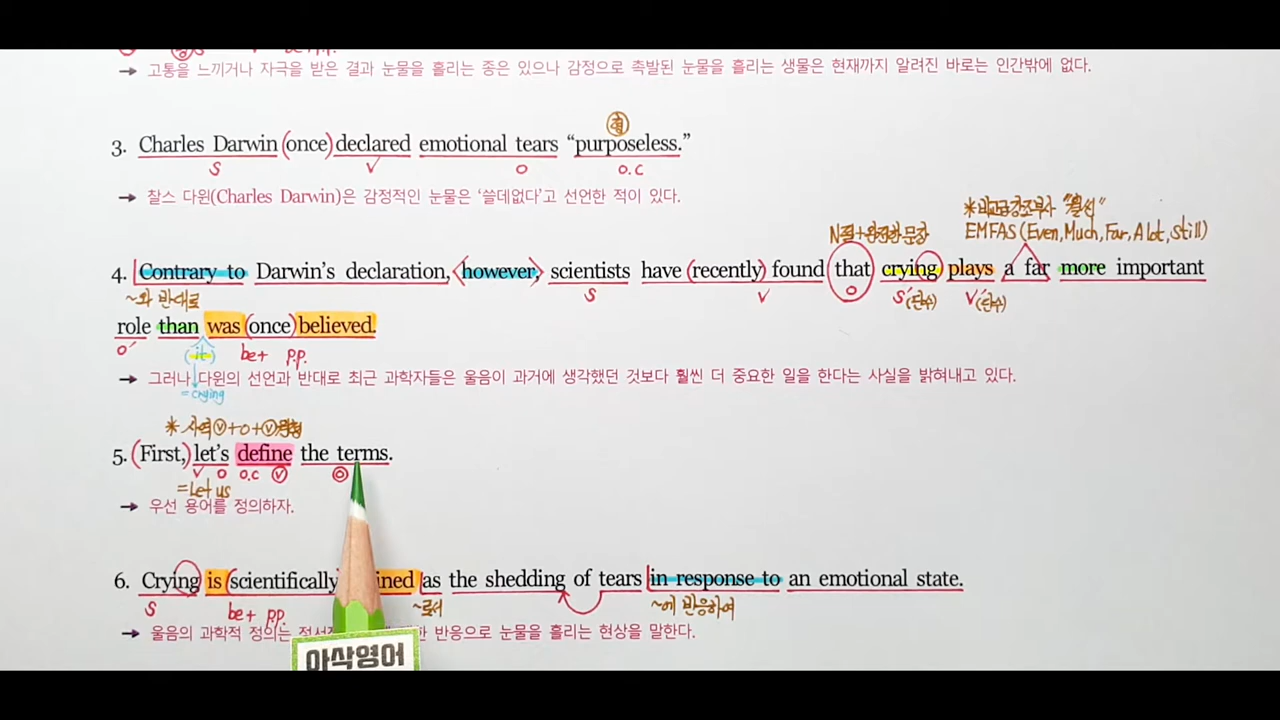 → 고통을 느끼거나 자극을 받은 결과 눈물을 흘리는 종은 있으나 감정으로 촉발된 눈물을 흘리는 생물은 현재까지 알려진 바로는 인간밖에 없다.
형
3. Charles Darwin (once) declared emotional tears “purposeless.”
S V O O.C
→ 찰스 다윈(Charles Darwin)은 감정적인 눈물은 ‘쓸데없다’고 선언한 적이 있다.
*비교급강조부사 "훨씬"
N절+완전한문장 EMFAS (Even, Much, Far, A lot, Still)
4. Contrary to Darwin’s declaration, <however,> scientists have (recently) found that crying plays a far more important
~와 반대로 S V O S'(단수) V'(단수)
role than was (once) believed.
O' (it) be+ p.p.
→ 그러나 다윈의 선언과 반대로 최근 과학자들은 울음이 과거에 생각했던 것보다 훨씬 더 중요한 일을 한다는 사실을 밝혀내고 있다.
=crying
* 사역Ⓥ+O+Ⓥ원형
5. (First,) let’s define the terms.
V O O.C Ⓥ Ⓞ
=Let us
→ 우선 용어를 정의하자.
6. Crying is (scientifically ined as the shedding of tears in response to an emotional state.
S be+ p.p. ~로서 ~에 반응하여
→ 울음의 과학적 정의는 한 반응으로 눈물을 흘리는 현상을 말한다.
아삭영어